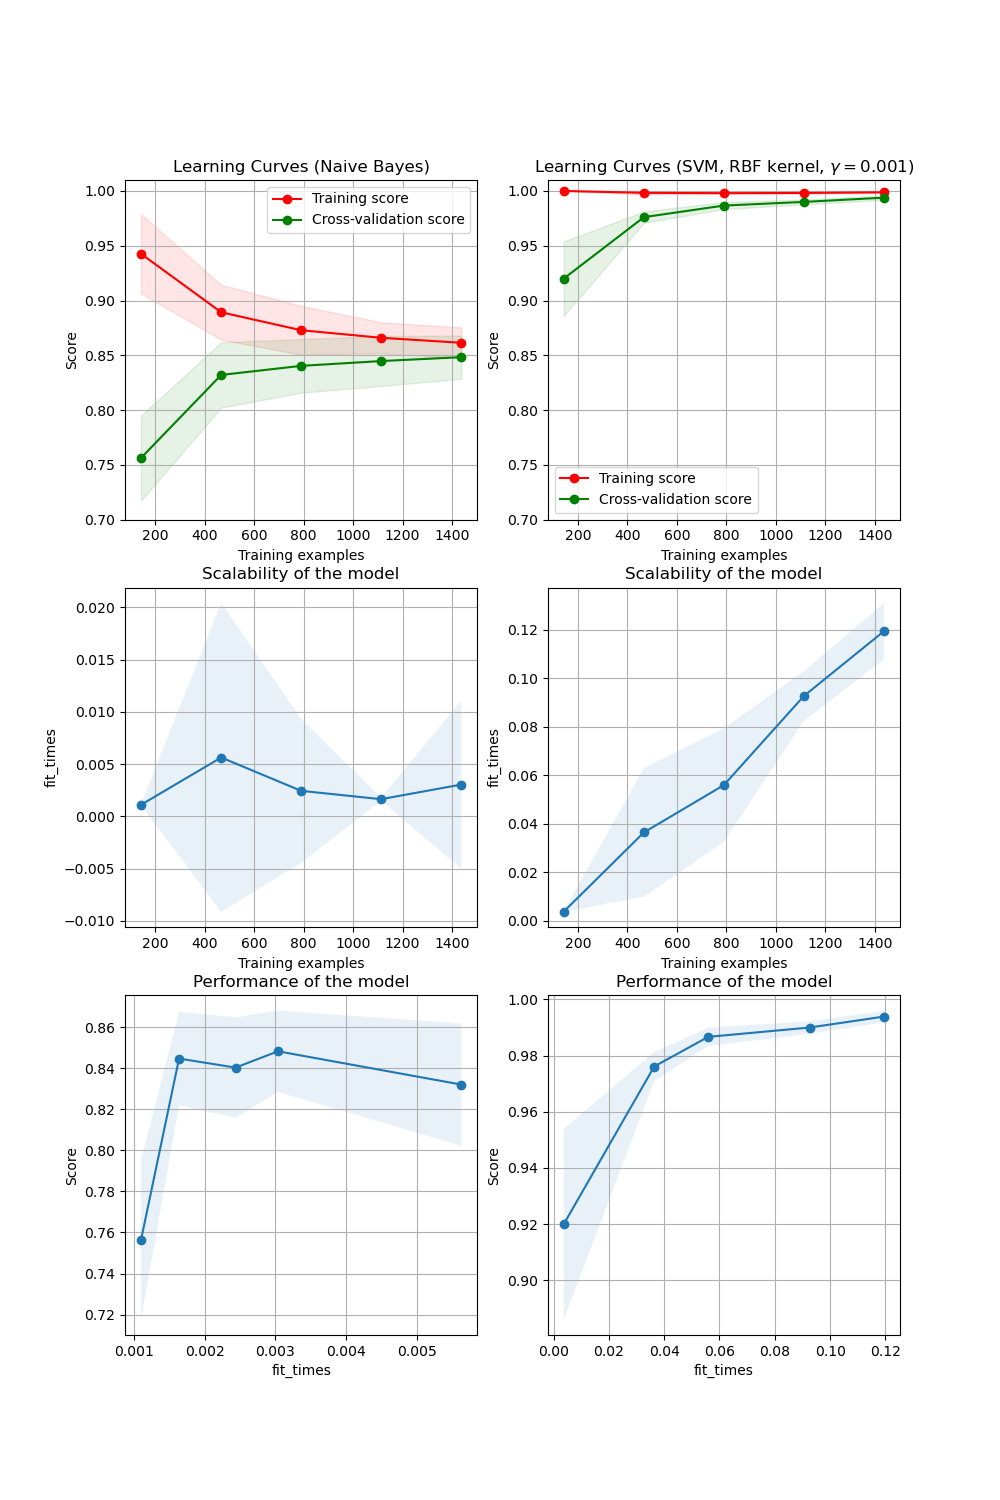 Learning Curves (Naive Bayes)
1.00
0.95
0.90
0.85
0.80
0.75
0.70
Score
Training score
Cross-validation score
200 400 600 800 1000 1200 1400
Training examples
Learning Curves (SVM, RBF kernel, γ = 0.001)
1.00
0.95
0.90
0.85
0.80
0.75
0.70
Score
Training score
Cross-validation score
200 400 600 800 1000 1200 1400
Training examples
Scalability of the model
0.020
0.015
0.010
0.005
0.000
−0.005
−0.010
fit_times
200 400 600 800 1000 1200 1400
Training examples
Scalability of the model
0.12
0.10
0.08
0.06
0.04
0.02
0.00
fit_times
200 400 600 800 1000 1200 1400
Training examples
Performance of the model
0.86
0.84
0.82
0.80
0.78
0.76
0.74
0.72
Score
0.001 0.002 0.003 0.004 0.005
fit_times
Performance of the model
1.00
0.98
0.96
0.94
0.92
0.90
Score
0.00 0.02 0.04 0.06 0.08 0.10 0.12
fit_times